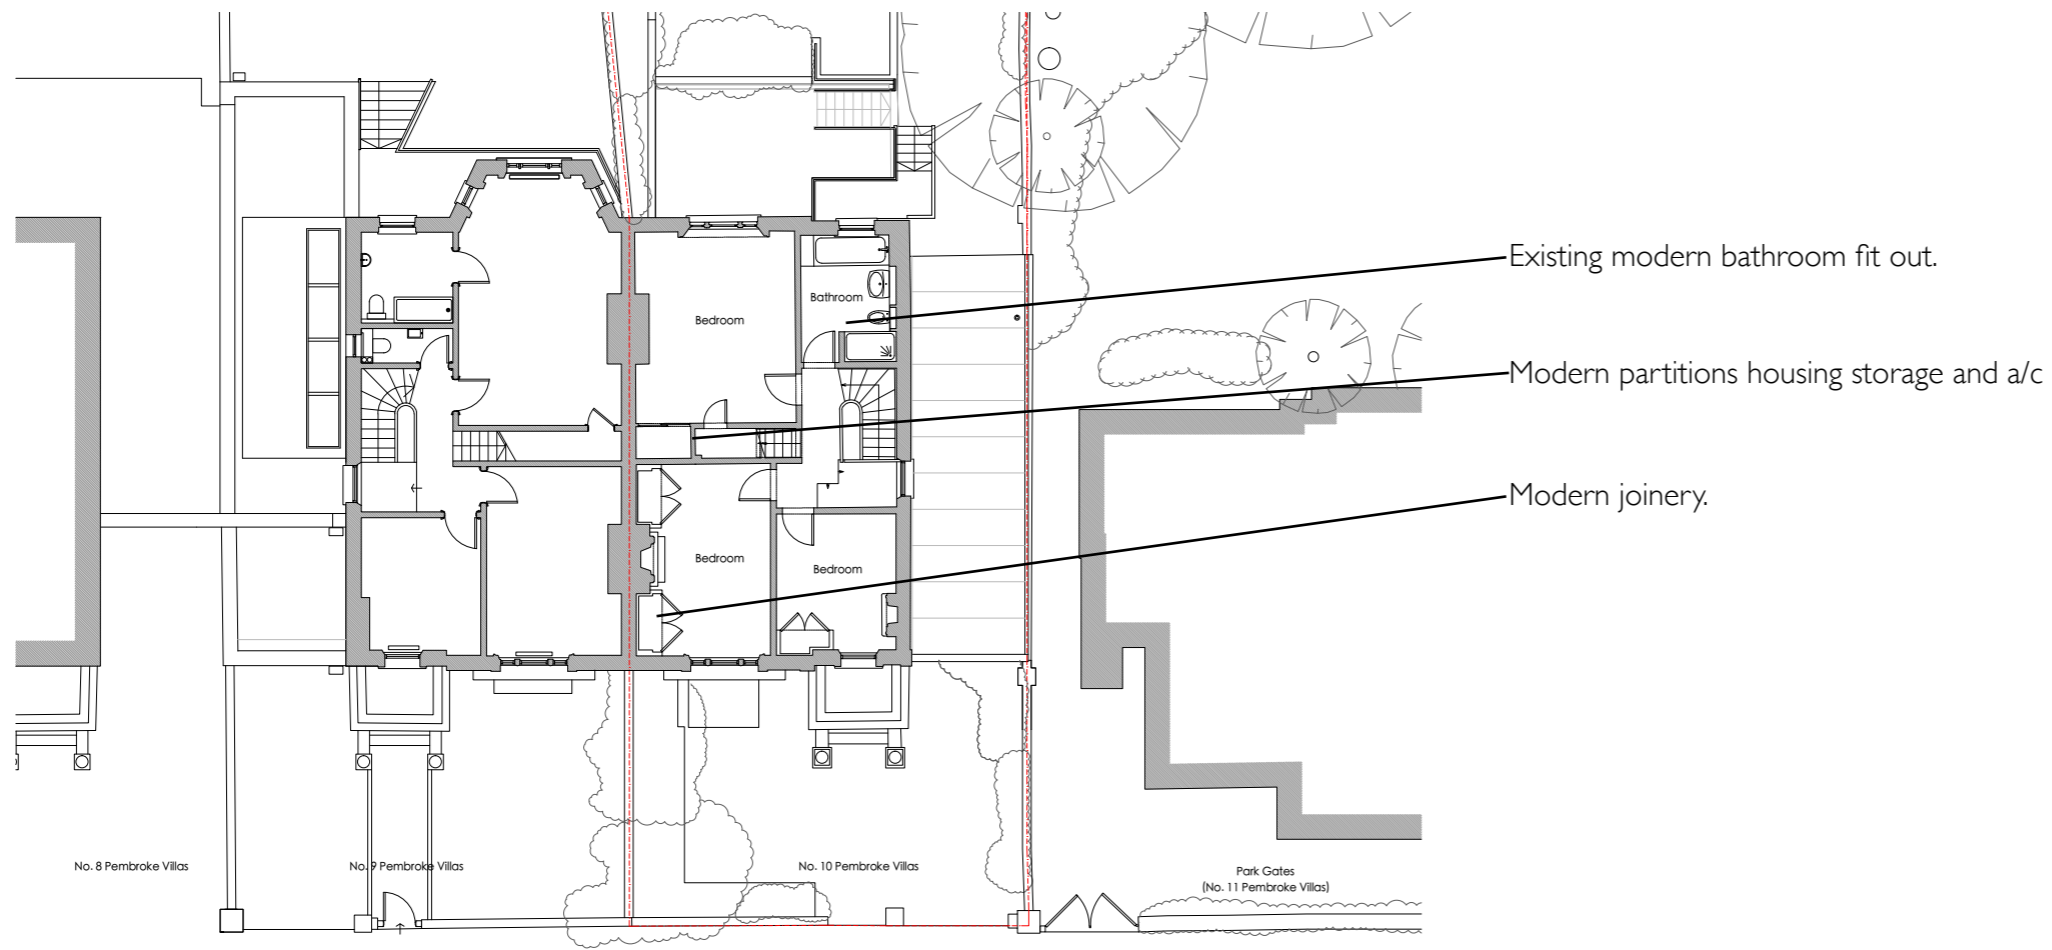 Existing modern bathroom fit out.
Bathroom
Bedroom
Modern partitions housing storage and a/c
Modern joinery.
Bedroom
Bedroom
No. 8 Pembroke Villas
No. 9 Pembroke Villas
No. 10 Pembroke Villas
Park Gates
(No. 11 Pembroke Villas)